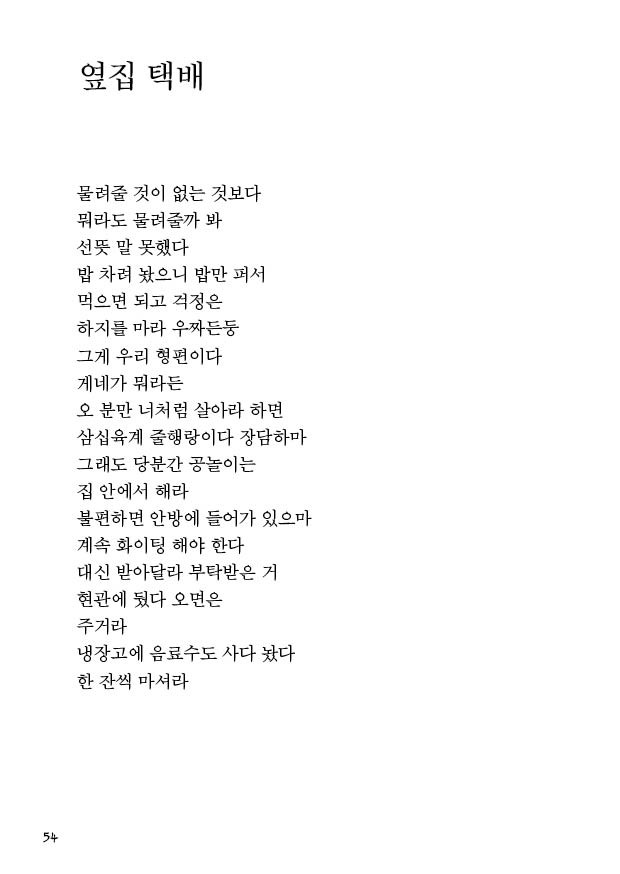 옆집 택배
물려줄 것이 없는 것보다
뭐라도 물려줄까 봐
선뜻 말 못했다
밥 차려 놨으니 밥만 퍼서
먹으면 되고 걱정은
하지를 마라 우짜든둥
그게 우리 형편이다
게네가 뭐라든
오 분만 너처럼 살아라 하면
삼십육계 줄행랑이다 장담하마
그래도 당분간 공놀이는
집 안에서 해라
불편하면 안방에 들어가 있으마
계속 화이팅 해야 한다
대신 받아달라 부탁받은 거
현관에 뒀다 오면은
주거라
냉장고에 음료수도 사다 놨다
한 잔씩 마셔라
54